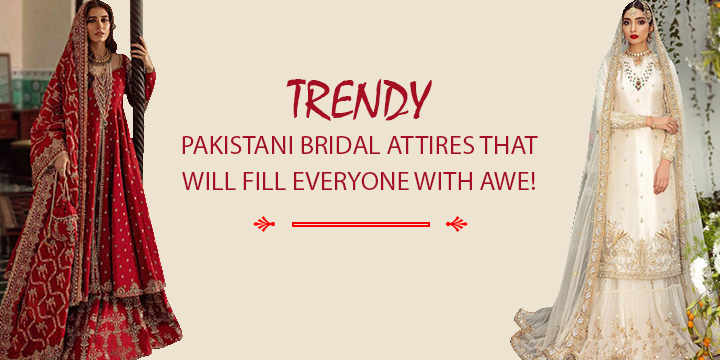 TRENDY
PAKISTANI BRIDAL ATTIRES THAT
WILL FILL EVERYONE WITH AWE!